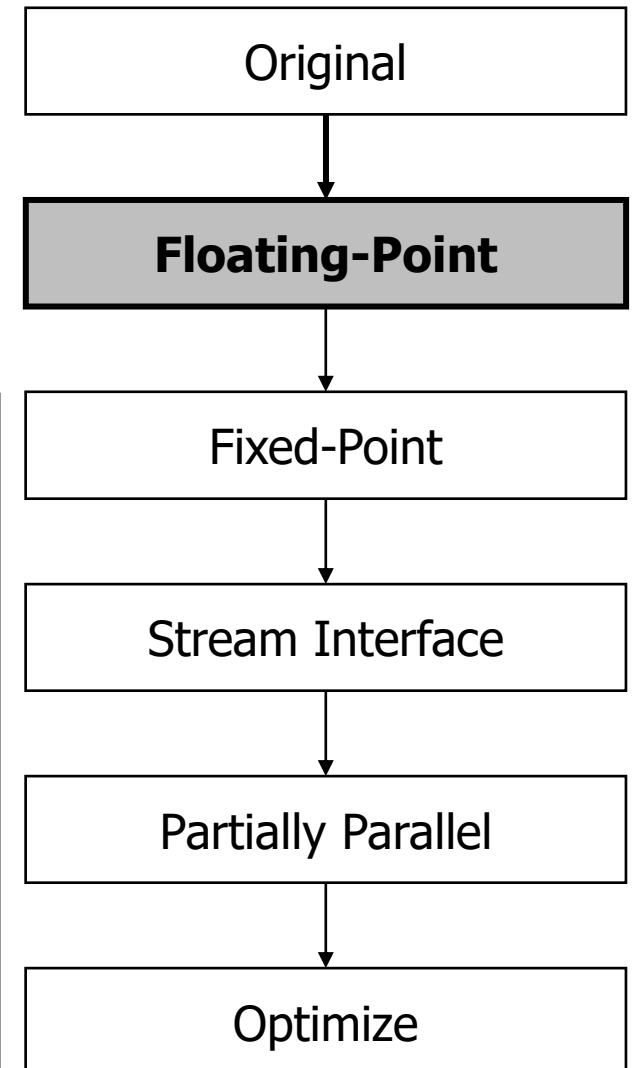 Original
Floating-Point
Fixed-Point
Stream Interface
Partially Parallel
Optimize